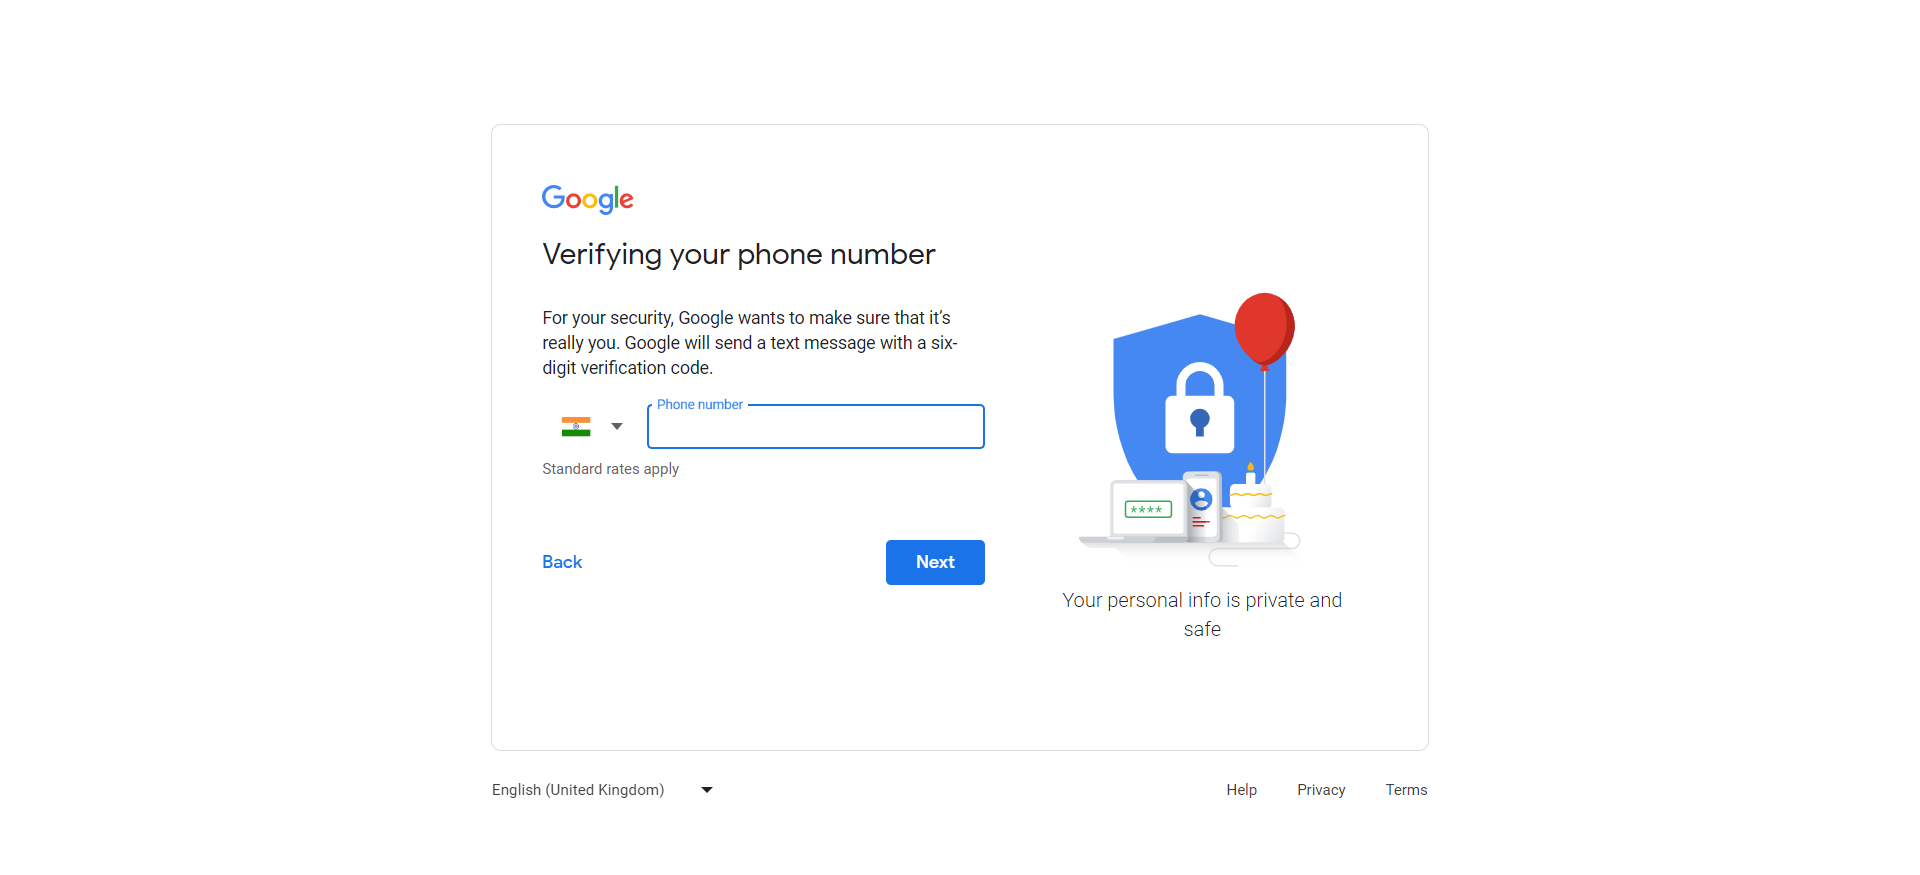 Google
Verifying your phone number
For your security, Google wants to make sure that it’s
really you. Google will send a text message with a six-
digit verification code.
Phone number
Standard rates apply
Back
Next
****
Your personal info is private and
safe
English (United Kingdom)
Help
Privacy
Terms